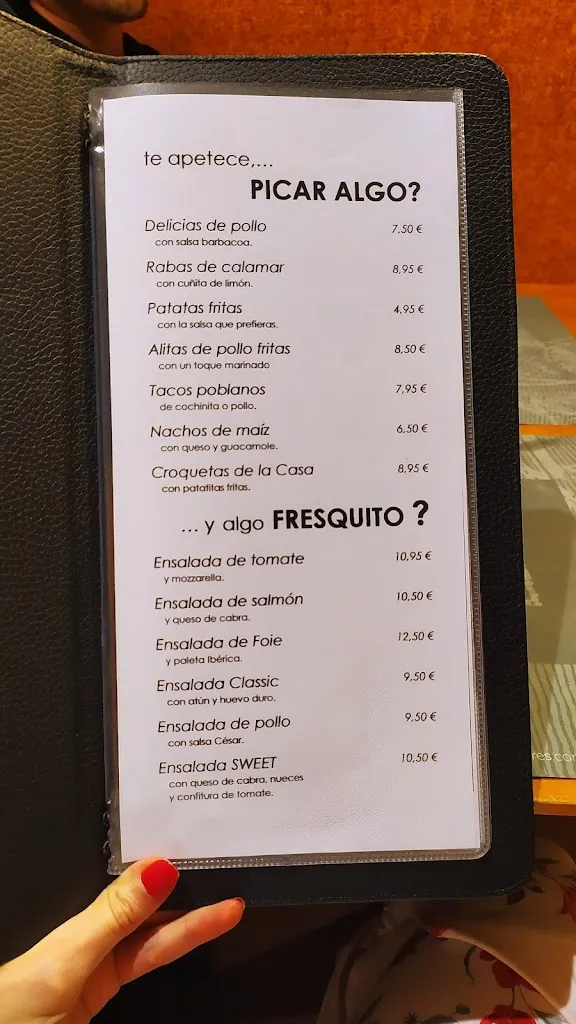 te apetece,...
PICAR ALGO?
Delicias de pollo 7,50 €
con salsa barbacoa.
Rabas de calamar 8,95 €
con cuñita de limón.
Patatas fritas 4,95 €
con la salsa que prefieras.
Alitas de pollo fritas 8,50 €
con un toque marinado
Tacos poblanos 7,95 €
de cochinita o pollo.
Nachos de maíz 6,50 €
con queso y guacamole.
Croquetas de la Casa 8,95 €
con patatitas fritas.
... y algo FRESQUITO ?
Ensalada de tomate 10,95 €
y mozzarella.
Ensalada de salmón 10,50 €
y queso de cabra.
Ensalada de Foie 12,50 €
y paleta Ibérica.
Ensalada Classic 9,50 €
con atún y huevo duro.
Ensalada de pollo 9,50 €
con salsa César.
Ensalada SWEET 10,50 €
con queso de cabra, nueces
y confitura de tomate.